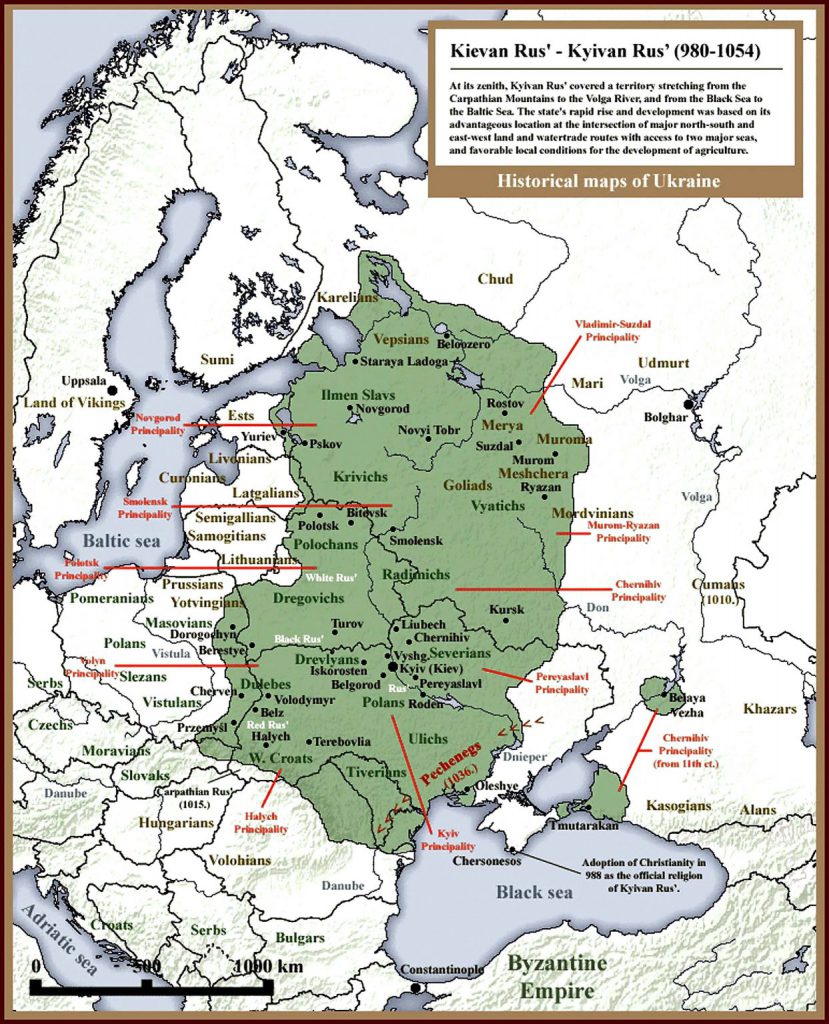 Kievan Rus' - Kyivan Rus' (980-1054)
At its zenith, Kyivan Rus' covered a territory stretching from the
Carpathian Mountains to the Volga River, and from the Black Sea to
the Baltic Sea. The state's rapid rise and development was based on its
advantageous location at the intersection of major north-south and
east-west land and watertrade routes with access to two major seas,
and favorable local conditions for the development of agriculture.
Historical maps of Ukraine
Chud
Karelians
Vladimir-Suzdal
Principality
Vepsians
Beloozero
Sumi
Staraya Ladoga
Udmurt
Mari
Volga
Uppsala
Land of Vikings
Ilmen Slavs
Novgorod
Rostov
Merya
Bolghar
Ests
Novgorod
Principality
Yuriev
Pskov
Novyi Tobr
Suzdal
Muroma
Murom
Livonians
Curonians
Krivichs
Goliads
Meshchera
Ryazan
Latgalians
Vyatichs
Volga
Smolensk
Principality
Semigallians
Bitevsk
Polotsk
Mordvinians
Murom-Ryazan
Principality
Baltic sea
Samogitians
Polochans
Smolensk
Polotsk
Principality
Lithuanians
White Rus'
Radimichs
Chernihiv
Principality
Cumans
(1010.)
Prussians
Pomeranians
Yotvingians
Dregovichs
Don
Kursk
Masovians
Dorogochyn
Turov
Liubech
Chernihiv
Polans
Berestye
Black Rus'
Vistula
Volyn
Principality
Drevlyans
Vyshg.
Severians
Iskorosten
Kyiv (Kiev)
Slezans
Belgorod
Rus
Pereyaslavl
Pereyaslavl
Principality
Serbs
Cherven
Dulebes
Volodymyr
Polans
Roden
Belaya
Vezha
Vistulans
Belz
Khazars
Czechs
Przemyśl
Red Rus'
Halych
Terebovlia
Ulichs
Chernihiv
Principality
(from 11th ct.)
Moravians
W. Croats
Pechenegs
(1036.)
Dnieper
Slovaks
Tiverians
Oleshye
Danube
Carpathian Rus'
(1015.)
Kasogians
Alans
Hungarians
Halych
Principality
Tmutarakan
Kyiv
Principality
Volohians
Chersonesos
Adoption of Christianity in
988 as the official religion
of Kyivan Rus'.
Danube
Black sea
Croats
Serbs
Adriatic sea
Bulgars
0
500
1000 km
Constantinople
Byzantine
Empire